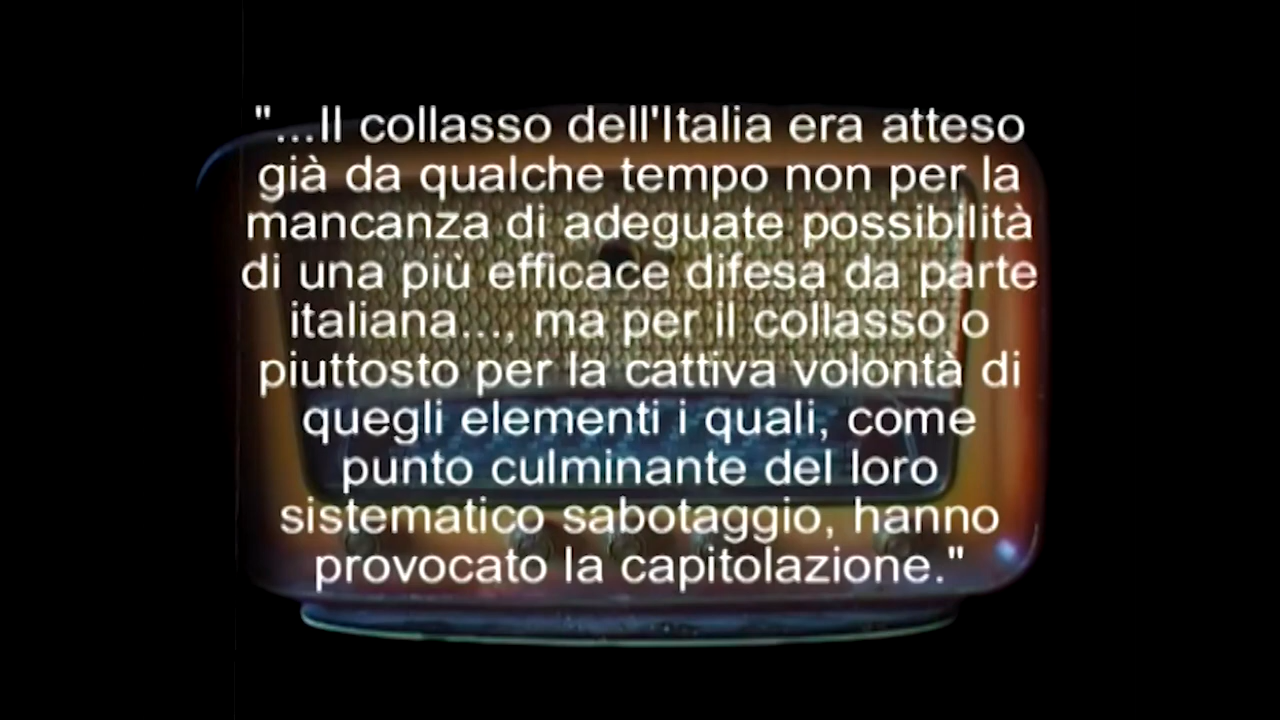 "...Il collasso dell'Italia era atteso
già da qualche tempo non per la
mancanza di adeguate possibilità
di una più efficace difesa da parte
italiana..., ma per il collasso o
piuttosto per la cattiva volontà di
quegli elementi i quali, come
punto culminante del loro
sistematico sabotaggio, hanno
provocato la capitolazione."